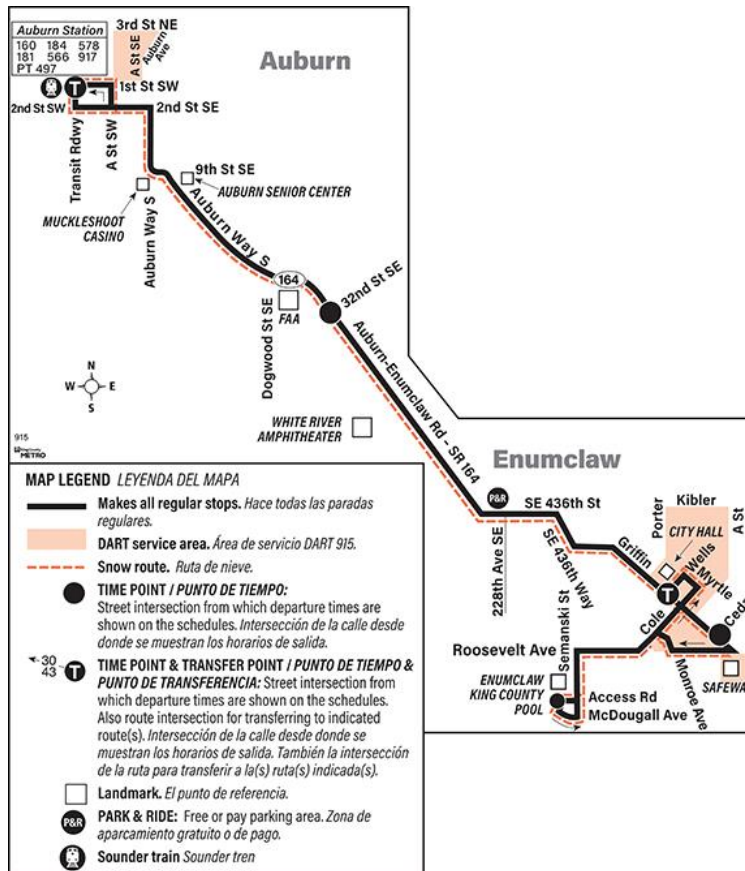 Auburn Station
160 184 578
181 566 917
PT 497
3rd St NE
A St SE
Auburn Ave
Auburn
T
1st St SW
2nd St SW
2nd St SE
Transit Rdwy
A St SW
9th St SE
AUBURN SENIOR CENTER
MUCKLESHOOT
CASINO
Auburn Way S
Auburn Way S
164
FAA
Dogwood St SE
32nd St SE
Auburn-Enumclaw Rd – SR 164
N
W E
S
WHITE RIVER
AMPHITHEATER
915
METRO
Enumclaw
P&R
SE 436th St
228th Ave SE
SE 436th Way
Porter
Kibler
A St
CITY HALL
Griffin
Wells
Myrtle
T
Cole
Ced
Semanski St
Roosevelt Ave
Monroe Ave
SAFEWA
ENUMCLAW
KING COUNTY
POOL
Access Rd
McDougall Ave
MAP LEGEND LEYENDA DEL MAPA
Makes all regular stops. Hace todas las paradas
regulares.
DART service area. Área de servicio DART 915.
Snow route. Ruta de nieve.
TIME POINT / PUNTO DE TIEMPO:
Street intersection from which departure times are
shown on the schedules. Intersección de la calle desde
donde se muestran los horarios de salida.
30
43
T
TIME POINT & TRANSFER POINT / PUNTO DE TIEMPO &
PUNTO DE TRANSFERENCIA: Street intersection from
which departure times are shown on the schedules.
Also route intersection for transferring to indicated
route(s). Intersección de la calle desde donde se
muestran los horarios de salida. También la intersección
de la ruta para transferir a la(s) ruta(s) indicada(s).
Landmark. El punto de referencia.
P&R
PARK & RIDE: Free or pay parking area. Zona de
aparcamiento gratuito o de pago.
Sounder train Sounder tren